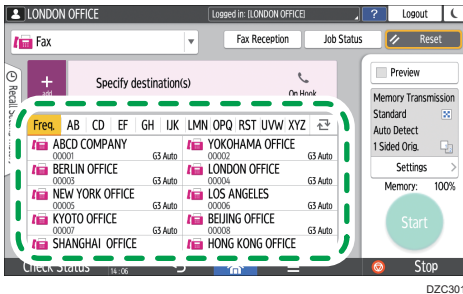 LONDON OFFICE
Logged in: (LONDON OFFICE)
?
Logout
Fax
Fax Reception
Job Status
Reset
Preview
Specify destination(s)
On Hook
Memory Transmission
Standard
Auto Detect
1 Sided Orig.
Freq. AB CD EF GH IJK LMN OPQ RST UVW XYZ
ABCD COMPANY
00001 G3 Auto
YOKOHAMA OFFICE
00002 G3 Auto
BERLIN OFFICE
00003 G3 Auto
LONDON OFFICE
00004 G3 Auto
NEW YORK OFFICE
00005 G3 Auto
LOS ANGELES
00006 G3 Auto
KYOTO OFFICE
00007 G3 Auto
BEIJING OFFICE
00008 G3 Auto
SHANGHAI OFFICE
HONG KONG OFFICE
Settings
Memory: 100%
Start
Check Status
14:06
Stop
DZC301